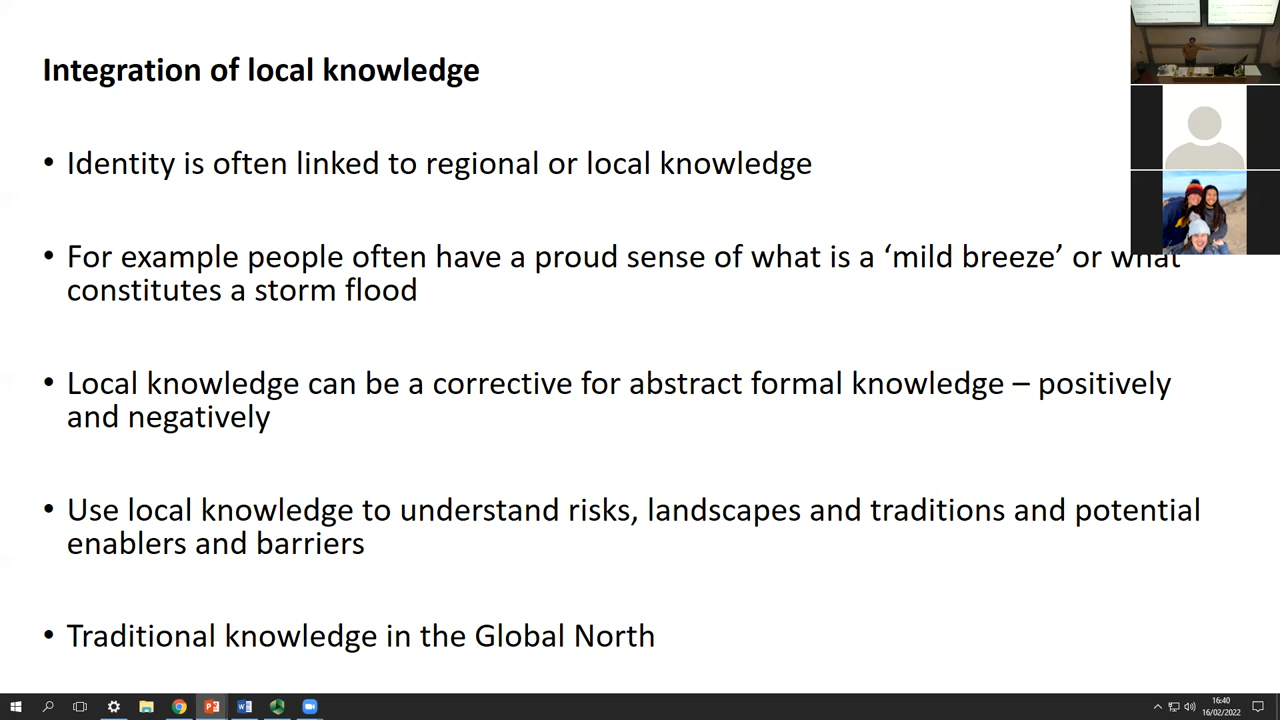 Integration of local knowledge
• Identity is often linked to regional or local knowledge
• For example people often have a proud sense of what is a ‘mild breeze’ or what
constitutes a storm flood
• Local knowledge can be a corrective for abstract formal knowledge – positively
and negatively
• Use local knowledge to understand risks, landscapes and traditions and potential
enablers and barriers
• Traditional knowledge in the Global North
16:40
16/02/2022